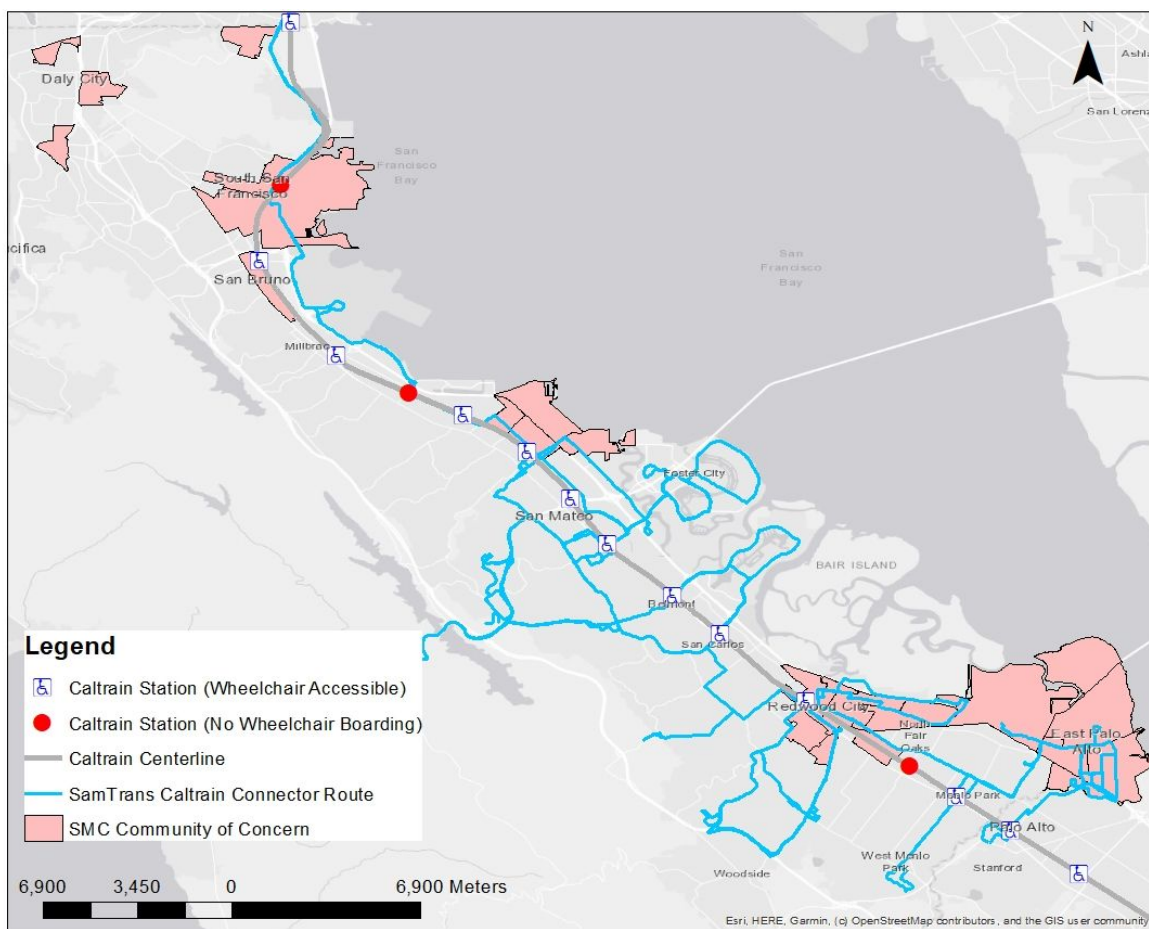 N
Ashla
San Lorenz
Daly City
San
Francisco
Bay
South San
Francisco
cifica
San Bruno
San
Francisco
Bay
Millbrae
Foster City
San Mateo
BAIR ISLAND
Belmont
San Carlos
Redwood City
North
Fair
Oaks
East Palo
Alto
Menlo Park
Palo Alto
West Menlo
Park
Stanford
Woodside
Legend
Caltrain Station (Wheelchair Accessible)
Caltrain Station (No Wheelchair Boarding)
Caltrain Centerline
SamTrans Caltrain Connector Route
SMC Community of Concern
6,900 3,450 0 6,900 Meters
Esri, HERE, Garmin, (c) OpenStreetMap contributors, and the GIS user community